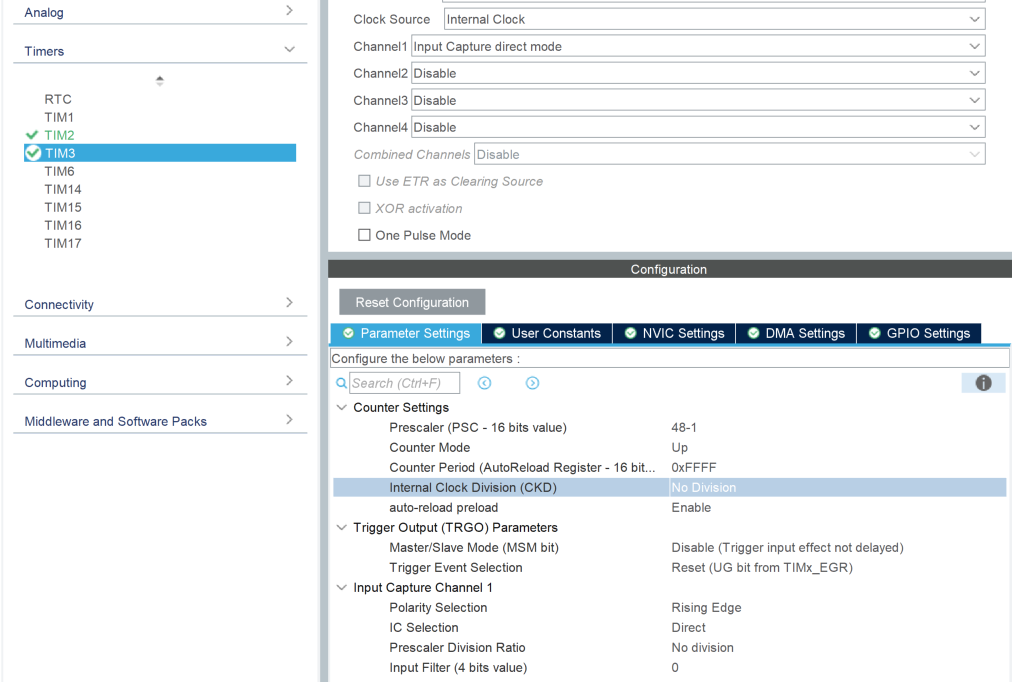 Analog
Timers
RTC
TIM1
TIM2
TIM3
TIM6
TIM14
TIM15
TIM16
TIM17
Connectivity
Multimedia
Computing
Middleware and Software Packs
Clock Source Internal Clock
Channel1 Input Capture direct mode
Channel2 Disable
Channel3 Disable
Channel4 Disable
Combined Channels Disable
Use ETR as Clearing Source
XOR activation
One Pulse Mode
Configuration
Reset Configuration
Parameter Settings User Constants NVIC Settings DMA Settings GPIO Settings
Configure the below parameters :
Search (Ctrl+F)
Counter Settings
Prescaler (PSC - 16 bits value) 48-1
Counter Mode Up
Counter Period (AutoReload Register - 16 bit... 0xFFFF
Internal Clock Division (CKD) No Division
auto-reload preload Enable
Trigger Output (TRGO) Parameters
Master/Slave Mode (MSM bit) Disable (Trigger input effect not delayed)
Trigger Event Selection Reset (UG bit from TIMx_EGR)
Input Capture Channel 1
Polarity Selection Rising Edge
IC Selection Direct
Prescaler Division Ratio No division
Input Filter (4 bits value) 0